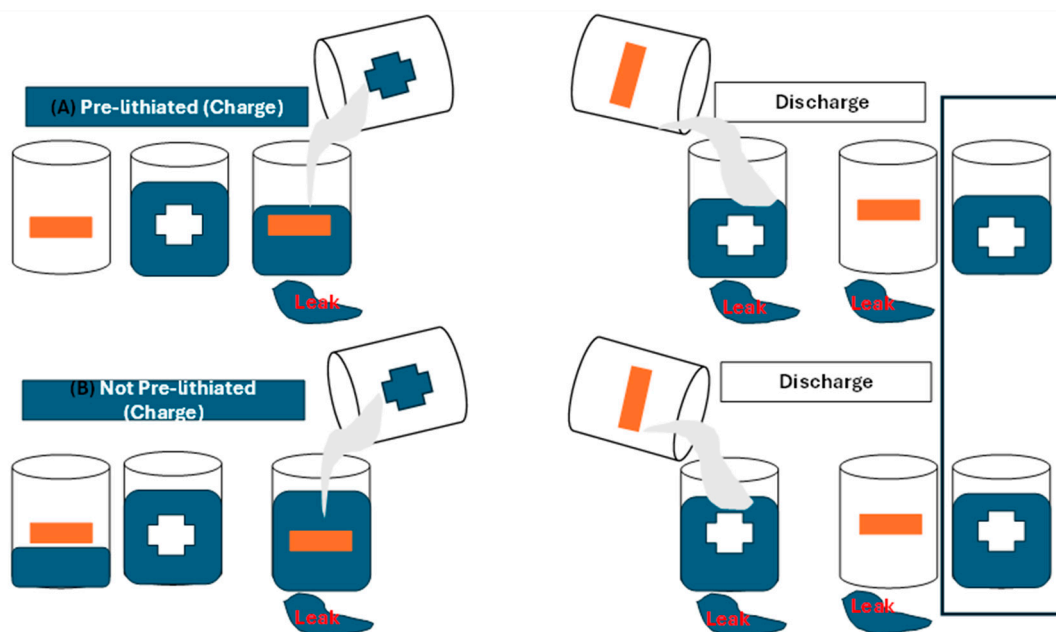 (A) Pre-lithiated (Charge)
Discharge
Leak
Leak
Leak
(B) Not Pre-lithiated
(Charge)
Discharge
Leak
Leak
Leak